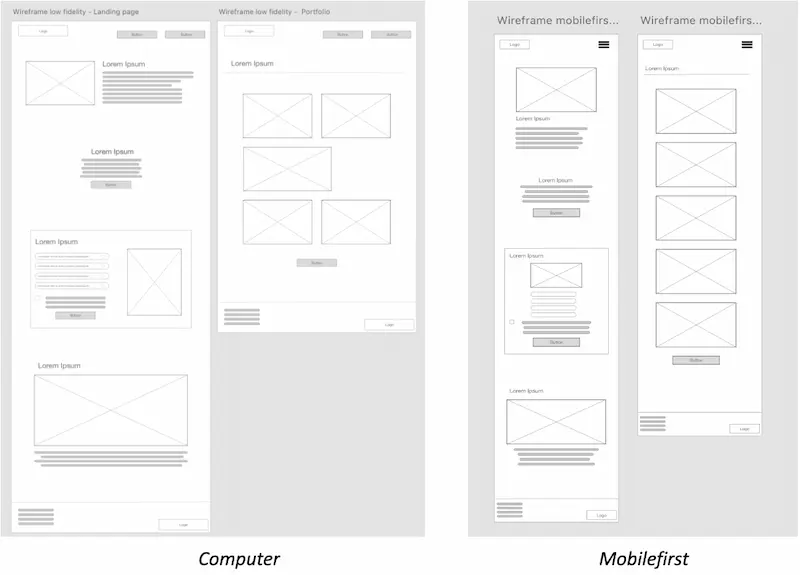 Wireframe low fidelity - Landing page
Wireframe low fidelity - Portfolio
Logo
Button
Button
Lorem Ipsum
Lorem Ipsum
Button
Lorem Ipsum
Button
Lorem Ipsum
Logo
Logo
Button
Button
Lorem Ipsum
Button
Logo
Computer
Wireframe mobilefirs...
Wireframe mobilefirs...
Logo
Lorem Ipsum
Lorem Ipsum
Button
Lorem Ipsum
Button
Lorem Ipsum
Logo
Logo
Lorem Ipsum
Button
Logo
Mobilefirst